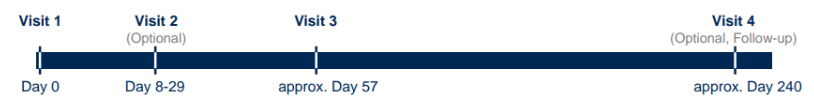 Visit 1 Visit 2 Visit 3 Visit 4
(Optional) (Optional, Follow-up)
Day 0 Day 8-29 approx. Day 57 approx. Day 240